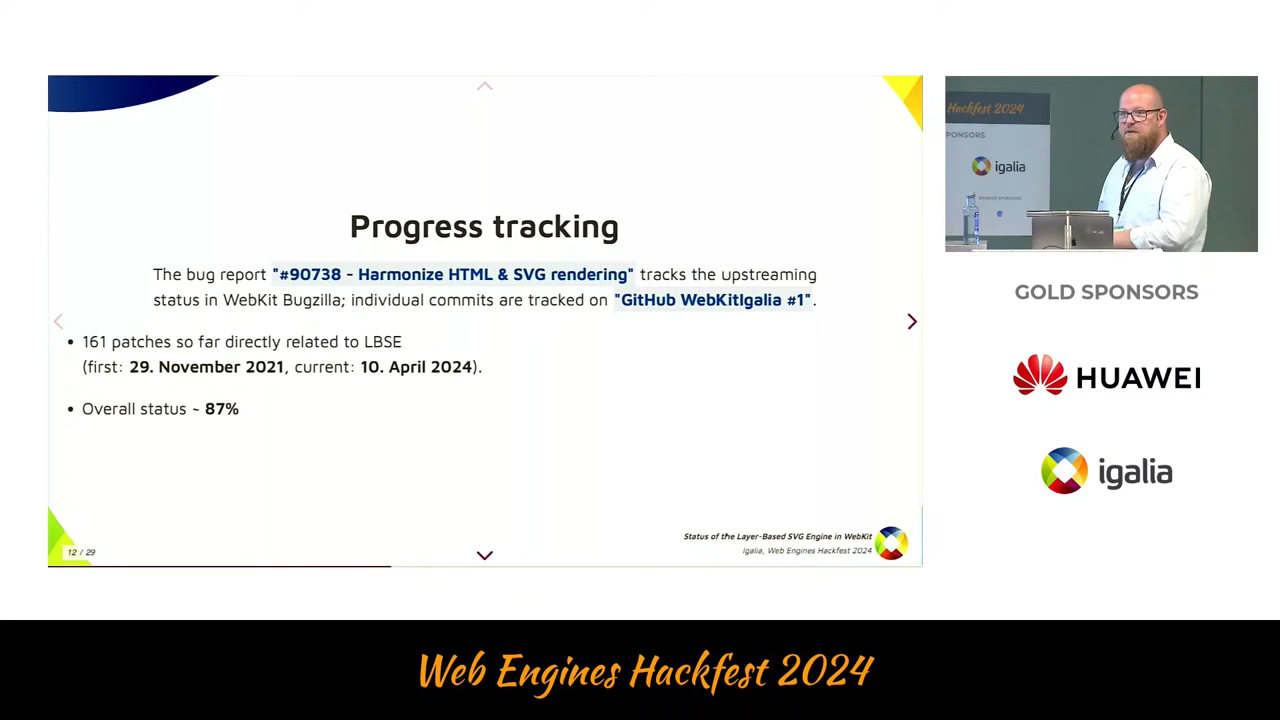 Progress tracking
The bug report "#90738 - Harmonize HTML & SVG rendering" tracks the upstreaming
status in WebKit Bugzilla; individual commits are tracked on "GitHub WebKitIgalia #1".
• 161 patches so far directly related to LBSE
(first: 29. November 2021, current: 10. April 2024).
• Overall status ~ 87%
12 / 29
Status of the Layer-Based SVG Engine in WebKit
Igalia, Web Engines Hackfest 2024
Hackfest 2024
SPONSORS
igalia
BRONZE SPONSORS
GOLD SPONSORS
HUAWEI
igalia
Web Engines Hackfest 2024